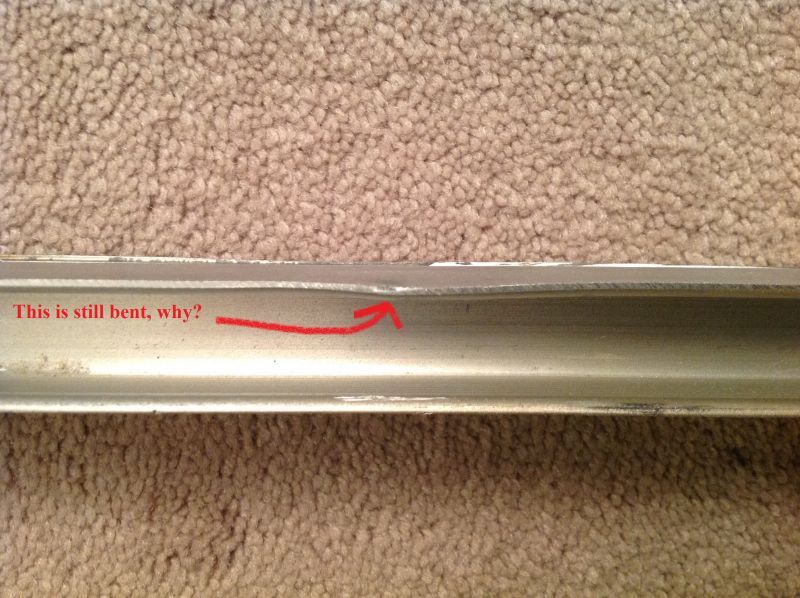 This is still bent, why?